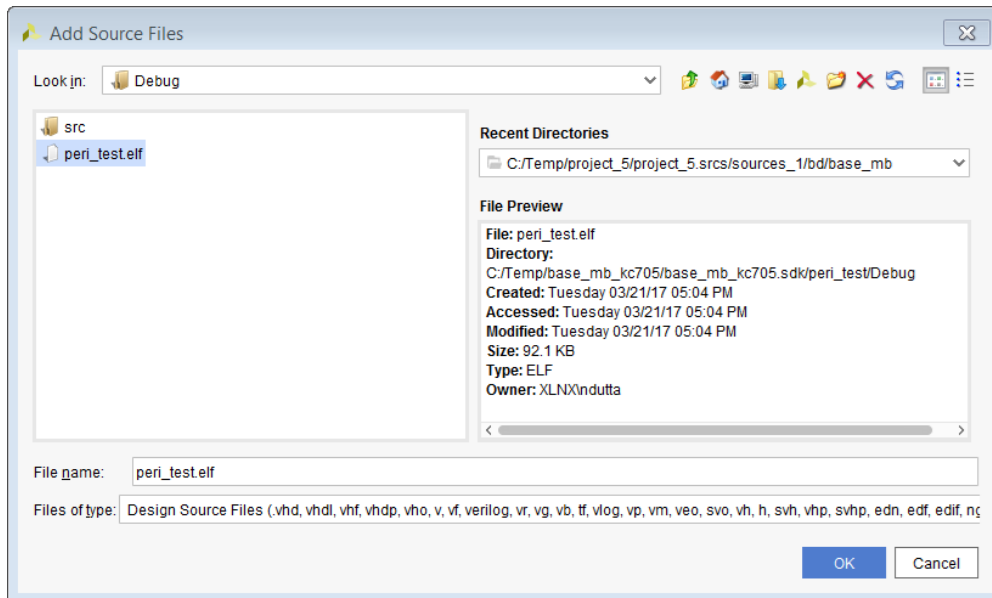 Add Source Files
Look in: Debug
src
peri_test.elf
Recent Directories
C:/Temp/project_5/project_5.srcs/sources_1/bd/base_mb
File Preview
File: peri_test.elf
Directory:
C:/Temp/base_mb_kc705/base_mb_kc705.sdk/peri_test/Debug
Created: Tuesday 03/21/17 05:04 PM
Accessed: Tuesday 03/21/17 05:04 PM
Modified: Tuesday 03/21/17 05:04 PM
Size: 92.1 KB
Type: ELF
Owner: XLNX\ndutta
File name: peri_test.elf
Files of type: Design Source Files (.vhd, vhdl, vhf, vhdp, vho, v, vf, verilog, vr, vg, vb, tf, vlog, vp, vm, veo, svo, vh, h, svh, vhp, svhp, edn, edf, edif, ng
OK Cancel